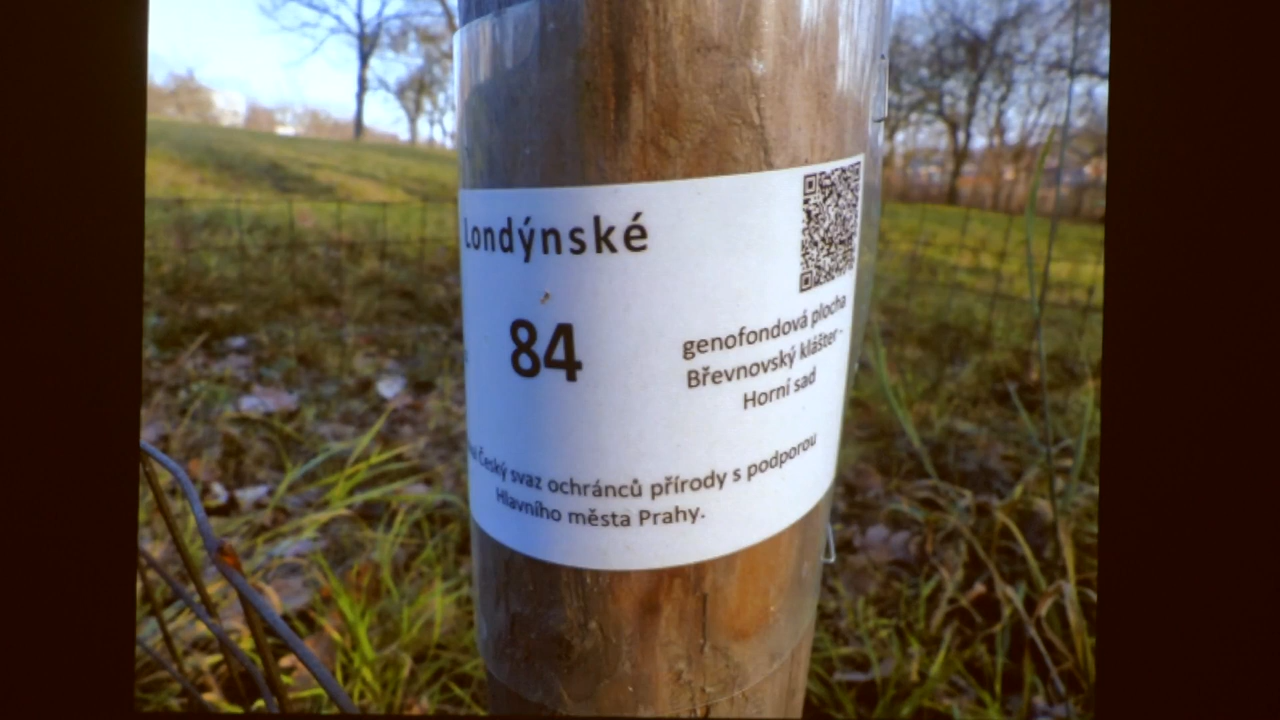 Londýnské
84
genofondová plocha
Břevnovský klášter -
Horní sad
Český svaz ochránců přírody s podporou
Hlavního města Prahy.